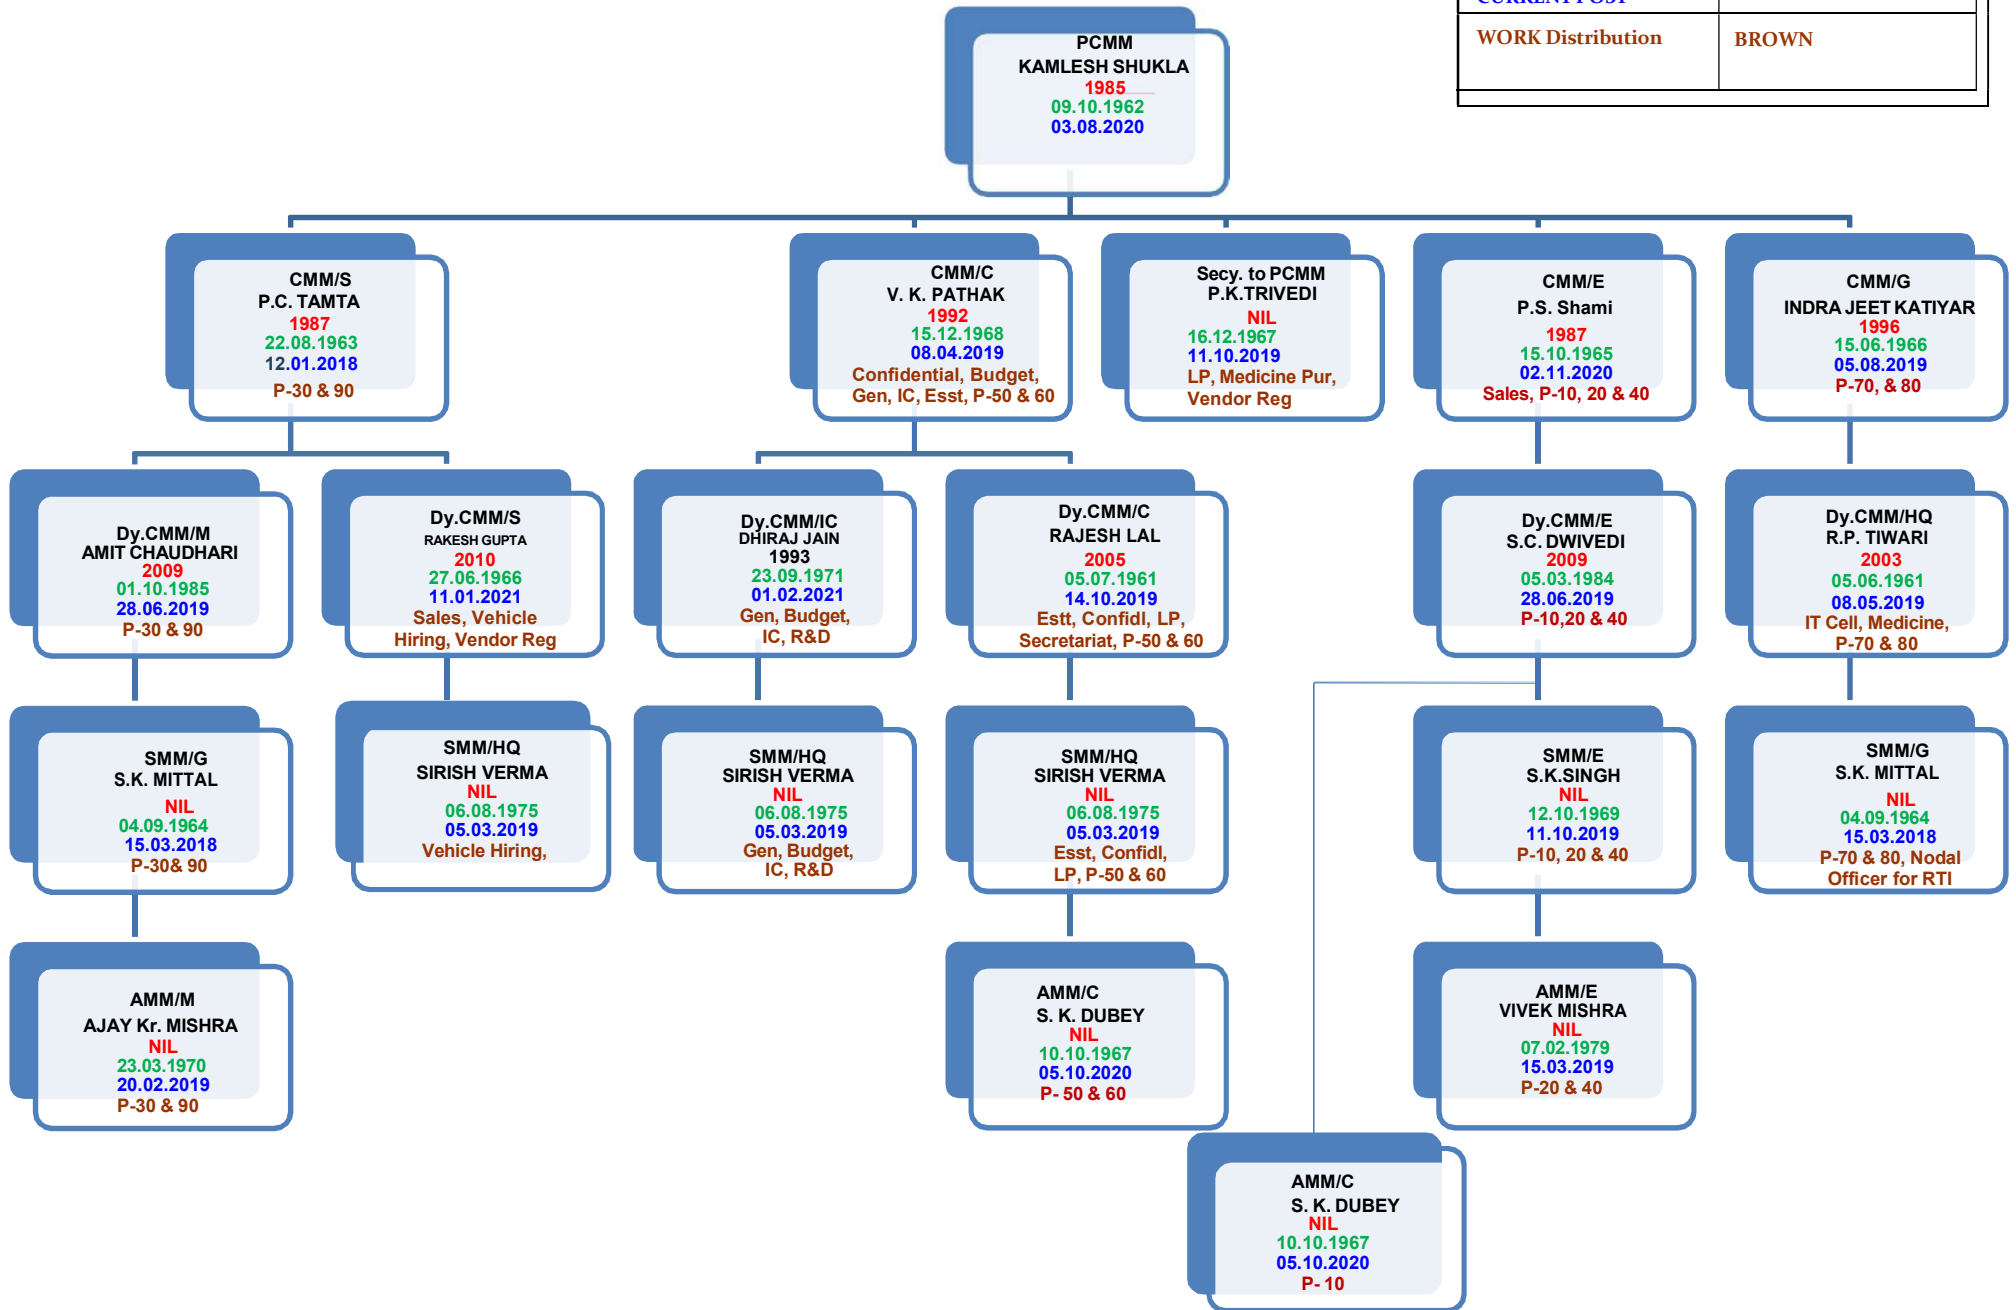 CURRENT POST
WORK Distribution BROWN
PCMM
KAMLESH SHUKLA
1985
09.10.1962
03.08.2020
CMM/S
P.C. TAMTA
1987
22.08.1963
12.01.2018
P-30 & 90
CMM/C
V. K. PATHAK
1992
15.12.1968
08.04.2019
Confidential, Budget,
Gen, IC, Esst, P-50 & 60
Secy. to PCMM
P.K.TRIVEDI
NIL
16.12.1967
11.10.2019
LP, Medicine Pur,
Vendor Reg
CMM/E
P.S. Shami
1987
15.10.1965
02.11.2020
Sales, P-10, 20 & 40
CMM/G
INDRA JEET KATIYAR
1996
15.06.1966
05.08.2019
P-70, & 80
Dy.CMM/M
AMIT CHAUDHARI
2009
01.10.1985
28.06.2019
P-30 & 90
Dy.CMM/S
RAKESH GUPTA
2010
27.06.1966
11.01.2021
Sales, Vehicle
Hiring, Vendor Reg
Dy.CMM/IC
DHIRAJ JAIN
1993
23.09.1971
01.02.2021
Gen, Budget,
IC, R&D
Dy.CMM/C
RAJESH LAL
2005
05.07.1961
14.10.2019
Estt, Confidl, LP,
Secretariat, P-50 & 60
Dy.CMM/E
S.C. DWIVEDI
2009
05.03.1984
28.06.2019
P-10,20 & 40
Dy.CMM/HQ
R.P. TIWARI
2003
05.06.1961
08.05.2019
IT Cell, Medicine,
P-70 & 80
SMM/G
S.K. MITTAL
NIL
04.09.1964
15.03.2018
P-30& 90
SMM/HQ
SIRISH VERMA
NIL
06.08.1975
05.03.2019
Vehicle Hiring,
SMM/HQ
SIRISH VERMA
NIL
06.08.1975
05.03.2019
Gen, Budget,
IC, R&D
SMM/HQ
SIRISH VERMA
NIL
06.08.1975
05.03.2019
Esst, Confidl,
LP, P-50 & 60
SMM/E
S.K.SINGH
NIL
12.10.1969
11.10.2019
P-10, 20 & 40
SMM/G
S.K. MITTAL
NIL
04.09.1964
15.03.2018
P-70 & 80, Nodal
Officer for RTI
AMM/M
AJAY Kr. MISHRA
NIL
23.03.1970
20.02.2019
P-30 & 90
AMM/C
S. K. DUBEY
NIL
10.10.1967
05.10.2020
P- 50 & 60
AMM/E
VIVEK MISHRA
NIL
07.02.1979
15.03.2019
P-20 & 40
AMM/C
S. K. DUBEY
NIL
10.10.1967
05.10.2020
P- 10